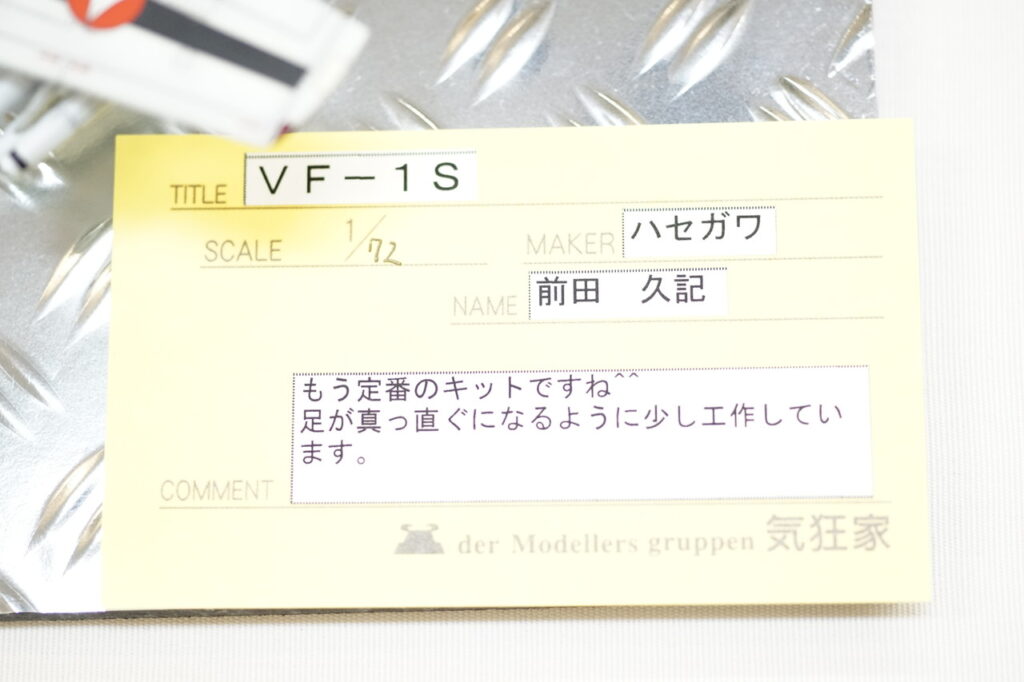 TITLE VF－1S
SCALE 1/72
MAKER ハセガワ
NAME 前田　久記
もう定番のキットですね^^
足が真っ直ぐになるように少し工作してい
ます。
COMMENT
der Modellers gruppen 気狂家